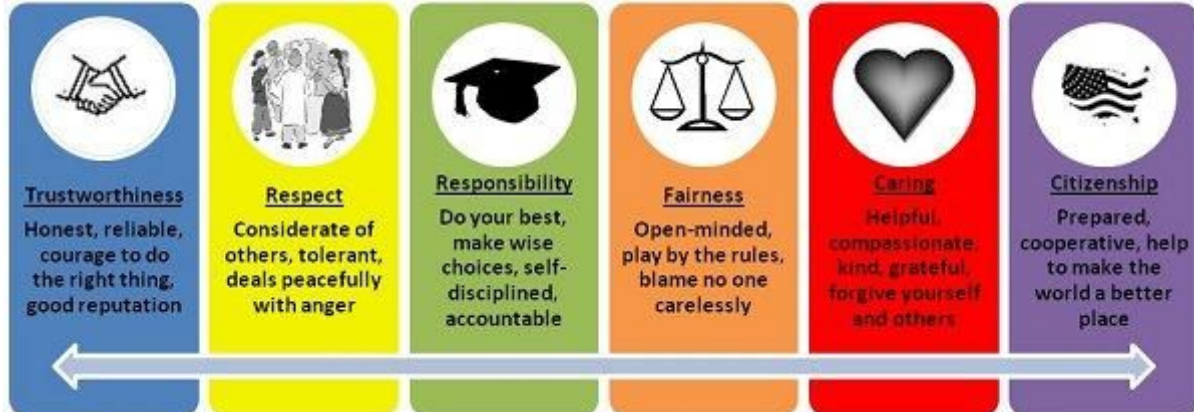 Trustworthiness
Honest, reliable,
courage to do
the right thing,
good reputation
Respect
Considerate of
others, tolerant,
deals peacefully
with anger
Responsibility
Do your best,
make wise
choices, self-
disciplined,
accountable
Fairness
Open-minded,
play by the rules,
blame no one
carelessly
Caring
Helpful,
compassionate,
kind, grateful,
forgive yourself
and others
Citizenship
Prepared,
cooperative, help
to make the
world a better
place